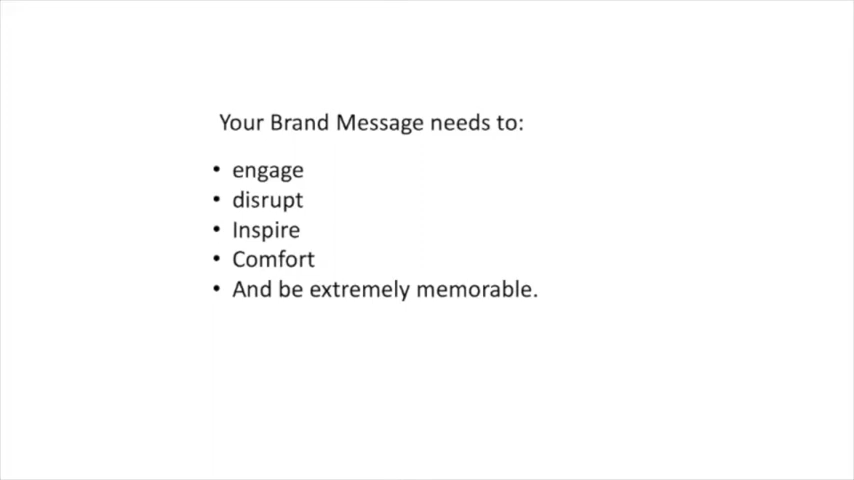 Your Brand Message needs to:
• engage
• disrupt
• Inspire
• Comfort
• And be extremely memorable.